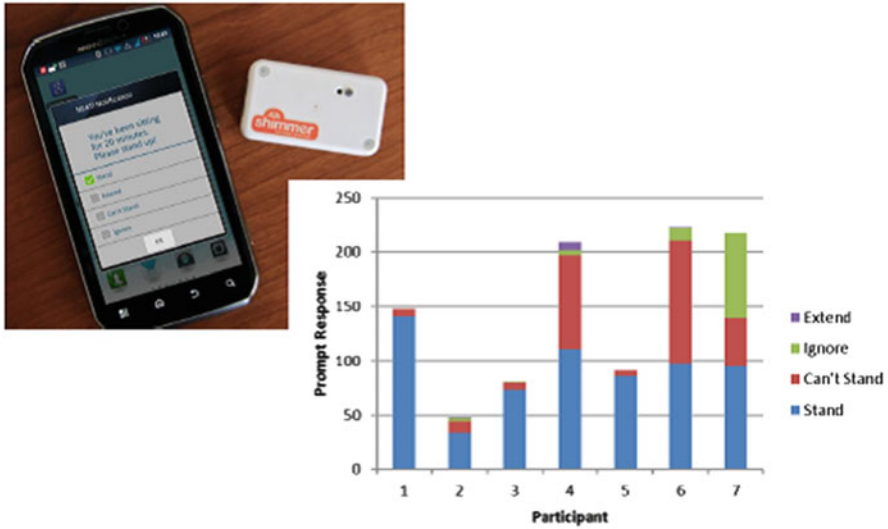 MOTOROLA
You've been sitting
for 20 minutes.
Please stand up!
Stand
Extend
Can't Stand
Ignore
shimmer
250
200
150
100
50
0
Prompt Response
1 2 3 4 5 6 7
Participant
Extend
Ignore
Can't Stand
Stand